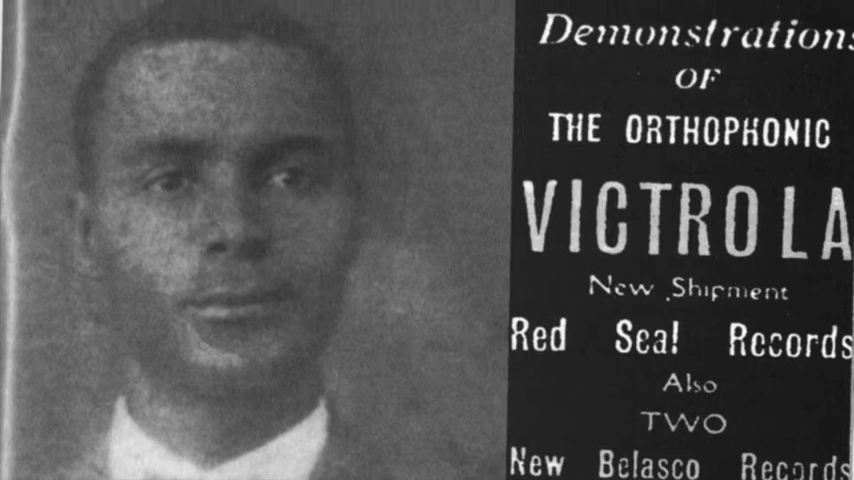 Demonstrations
OF
THE ORTHOPHONIC
VICTROLA
New Shipment
Red Seal Records
Also
TWO
New Belasco Records